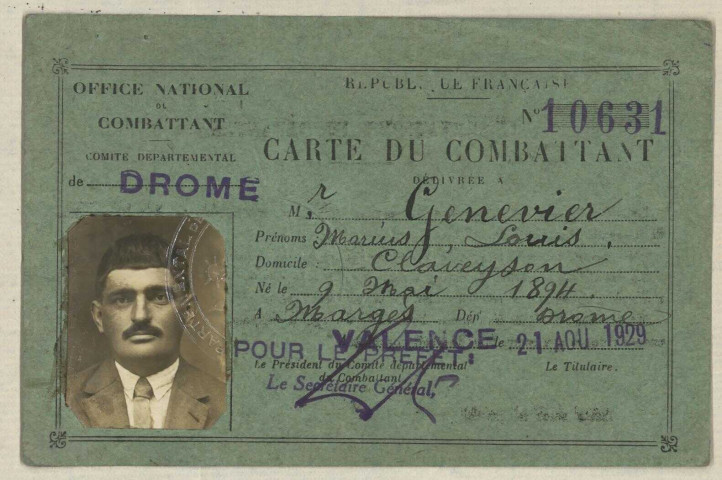 OFFICE NATIONAL
DU
COMBATTANT
COMITÉ DÉPARTEMENTAL
de DROME
RÉPUBLIQUE FRANÇAISE
N° 10631
CARTE DU COMBATTANT
DÉLIVRÉE A
Mr Genevier
Prénoms Marius, Louis.
Domicile : Claveyson
Né le 9 Mai 1894.
A Marges Dép' Drome
VALENCE le 21 AOU 1929
POUR LE PRÉFET:
Le Président du Comité départemental
du Combattant
Le Titulaire.
Le Secrétaire Général,